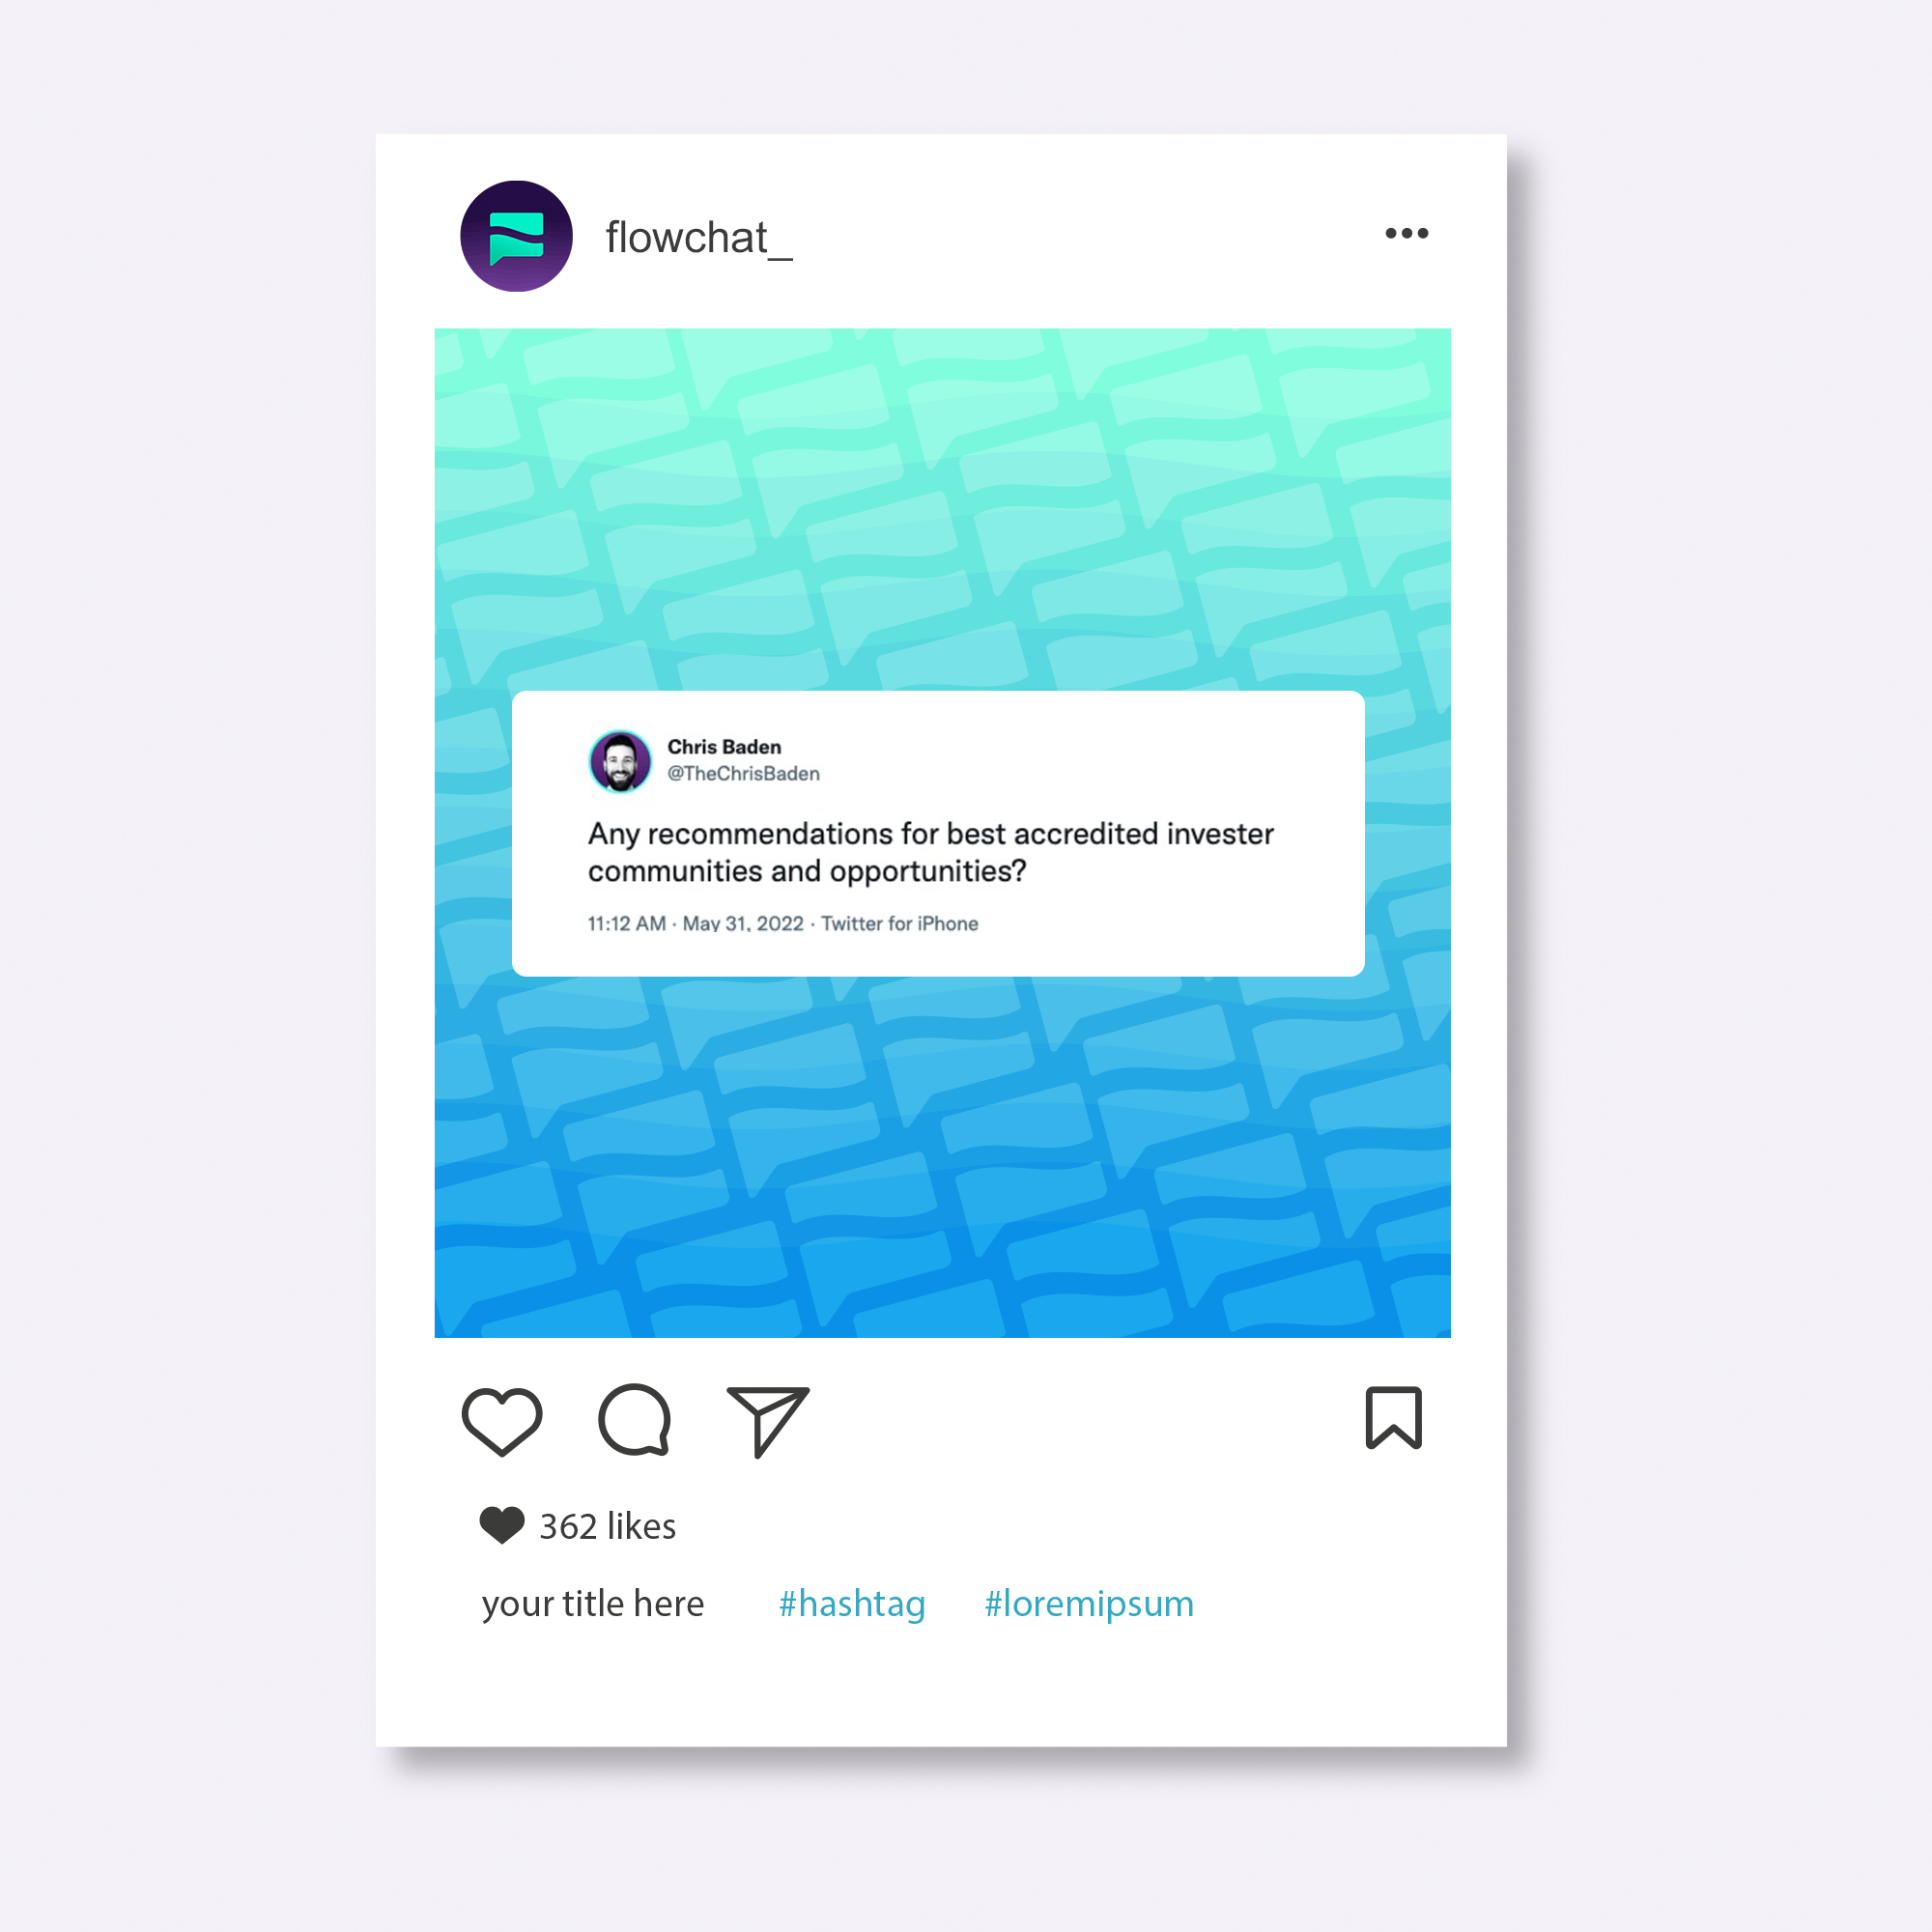 flowchat_
Chris Baden
@TheChrisBaden
Any recommendations for best accredited invester
communities and opportunities?
11:12 AM · May 31, 2022 · Twitter for iPhone
362 likes
your title here #hashtag #loremipsum